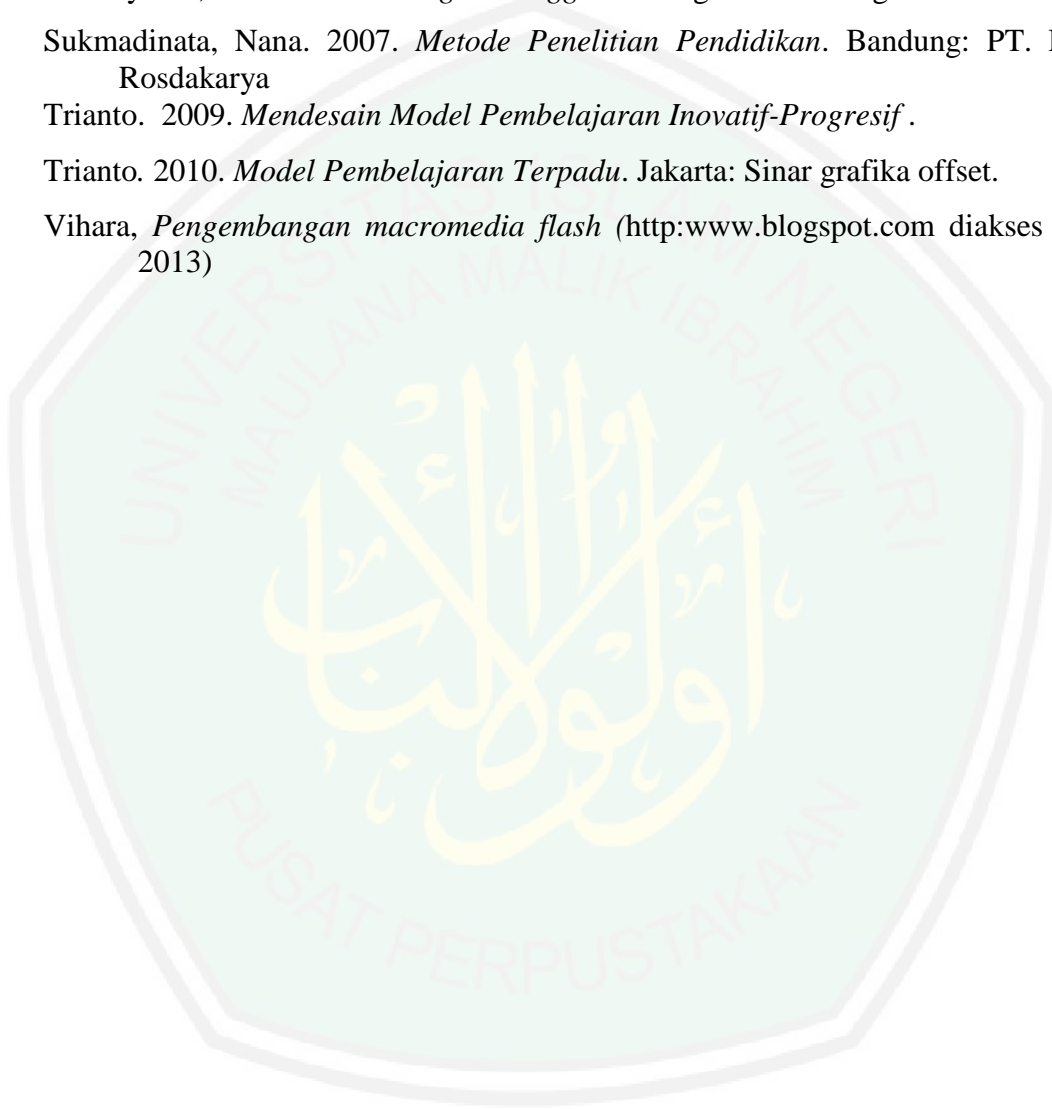 Sukmadinata, Nana. 2007. Metode Penelitian Pendidikan. Bandung: PT.
Rosdakarya
Trianto. 2009. Mendesain Model Pembelajaran Inovatif-Progresif .
Trianto. 2010. Model Pembelajaran Terpadu. Jakarta: Sinar grafika offset.
Vihara, Pengembangan macromedia flash (http:www.blogspot.com diakses
2013)
UNIVERSITAS ISLAM NEGERI
MAULANA MALIK IBRAHIM
PUSAT PERPUSTAKAAN